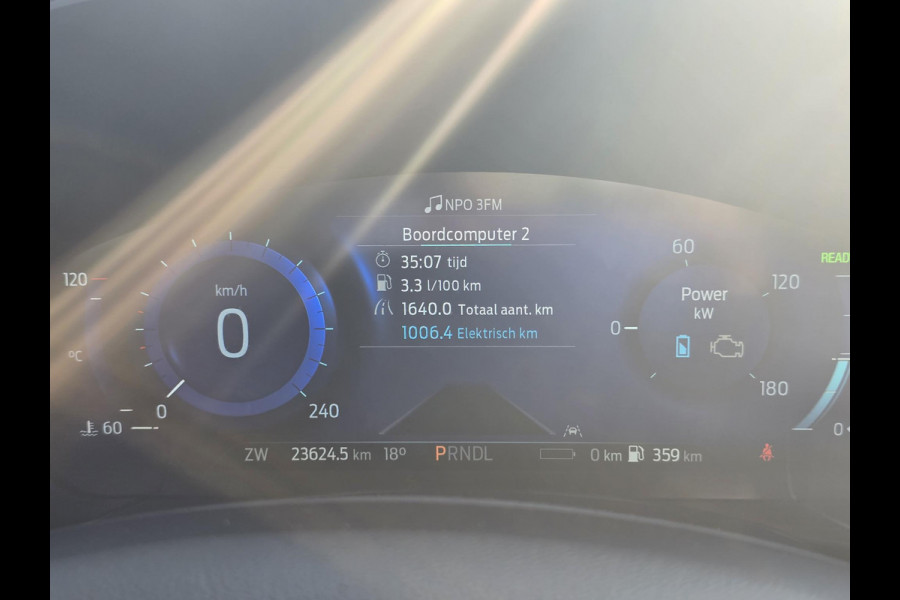 NPO 3FM
Boordcomputer 2
35:07 tijd
3.3 l/100 km
1640.0 Totaal aant. km
1006.4 Elektrisch km
120
°C
60
km/h
0
0
240
60
120
Power
kW
0
180
READ
0
ZW 23624.5 km 18° PRNDL 0 km 359 km